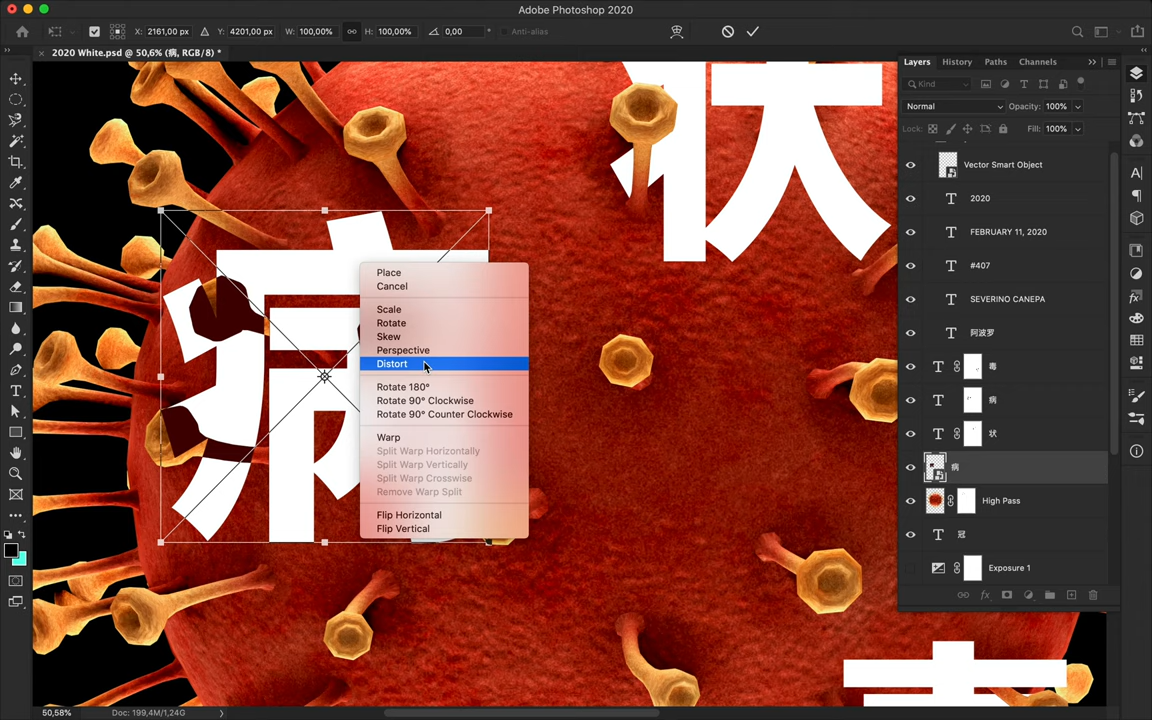 Adobe Photoshop 2020
X: 2161,00 px Y: 4201,00 px W: 100,00% H: 100,00% 0,00 ° Anti-alias
2020 White.psd @ 50,6% (病, RGB/8) *
Layers History Paths Channels
Kind
Normal Opacity: 100%
Lock: Fill: 100%
Vector Smart Object
2020
FEBRUARY 11, 2020
#407
SEVERINO CANEPA
阿波罗
毒
病
状
病
High Pass
冠
Exposure 1
状
病
Place
Cancel
Scale
Rotate
Skew
Perspective
Distort
Rotate 180°
Rotate 90° Clockwise
Rotate 90° Counter Clockwise
Warp
Split Warp Horizontally
Split Warp Vertically
Split Warp Crosswise
Remove Warp Split
Flip Horizontal
Flip Vertical
50,58% Doc: 199,4M/1,24G